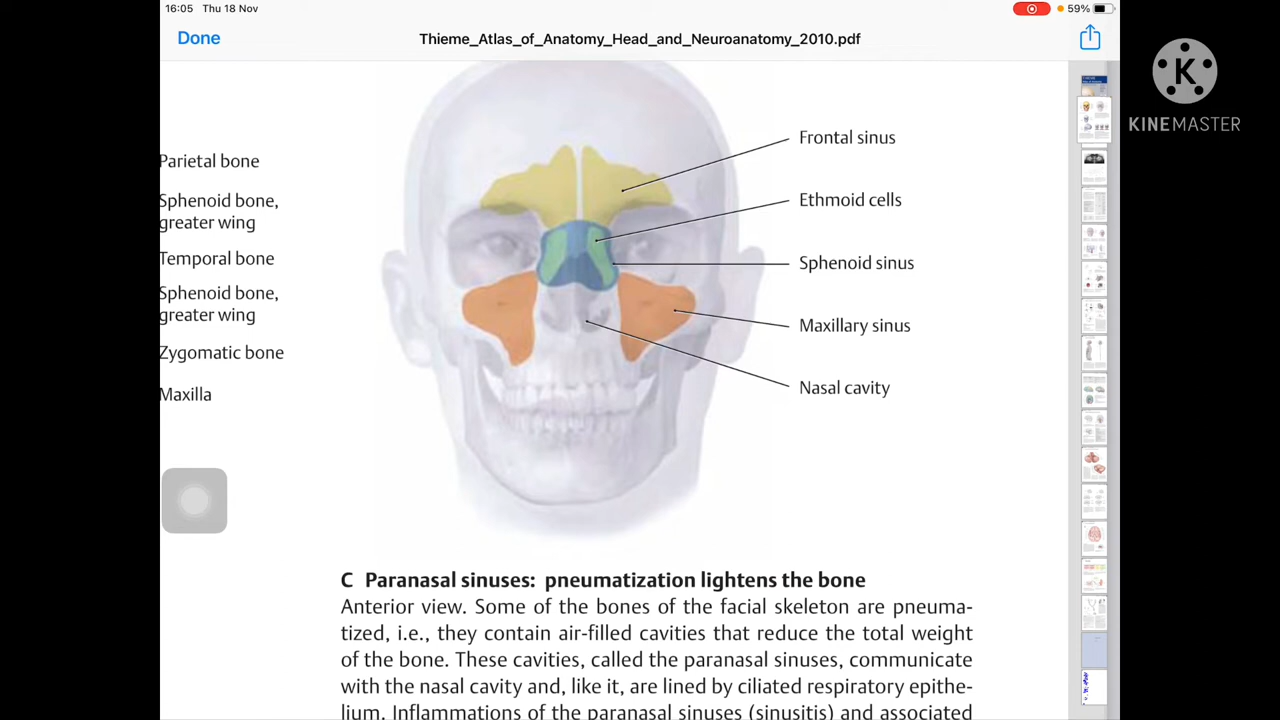 16:05 Thu 18 Nov
59%
Done
Thieme_Atlas_of_Anatomy_Head_and_Neuroanatomy_2010.pdf
K
KINEMASTER
Parietal bone
Sphenoid bone,
greater wing
Temporal bone
Sphenoid bone,
greater wing
Zygomatic bone
Maxilla
Frontal sinus
Ethmoid cells
Sphenoid sinus
Maxillary sinus
Nasal cavity
C Paranasal sinuses: pneumatization lightens the bone
Anterior view. Some of the bones of the facial skeleton are pneuma-
tized, i.e., they contain air-filled cavities that reduce the total weight
of the bone. These cavities, called the paranasal sinuses, communicate
with the nasal cavity and, like it, are lined by ciliated respiratory epithe-
lium. Inflammations of the paranasal sinuses (sinusitis) and associated